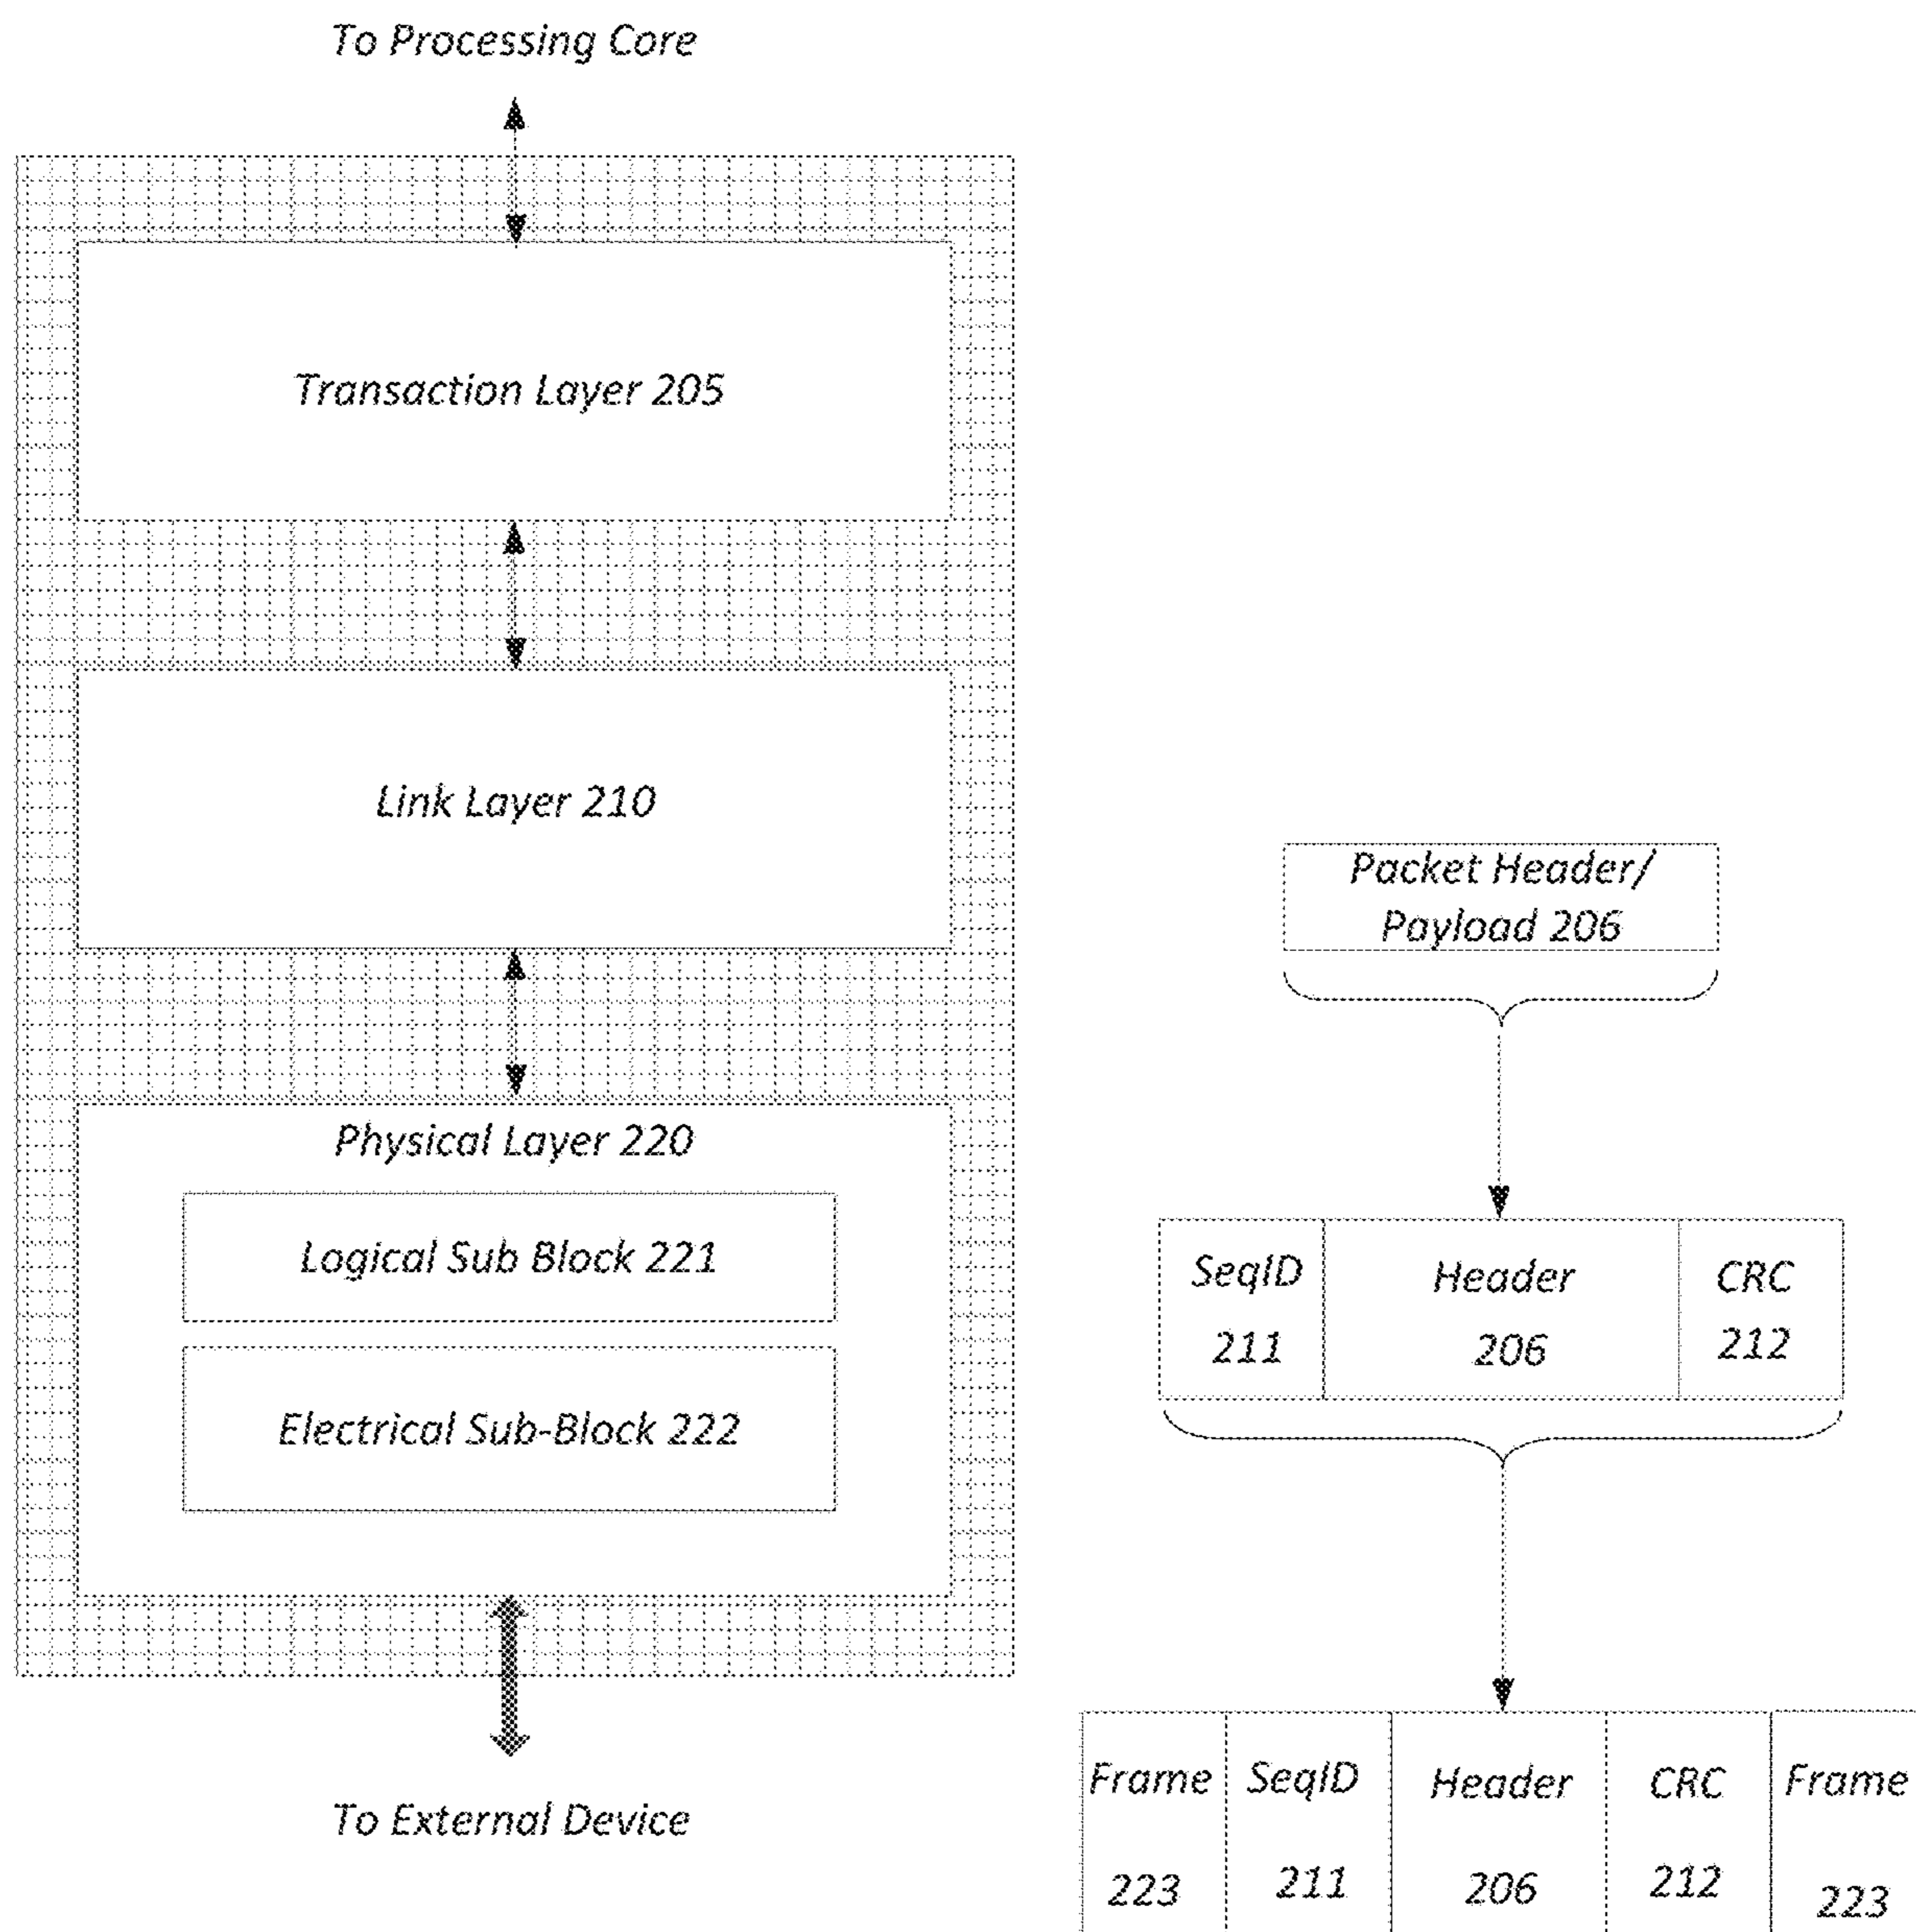 To Processing Core
Transaction Layer 205
Link Layer 210
Physical Layer 220
Logical Sub Block 221
Electrical Sub-Block 222
To External Device
Packet Header/
Payload 206
SeqID Header CRC
211 206 212
Frame SeqID Header CRC Frame
223 211 206 212 223